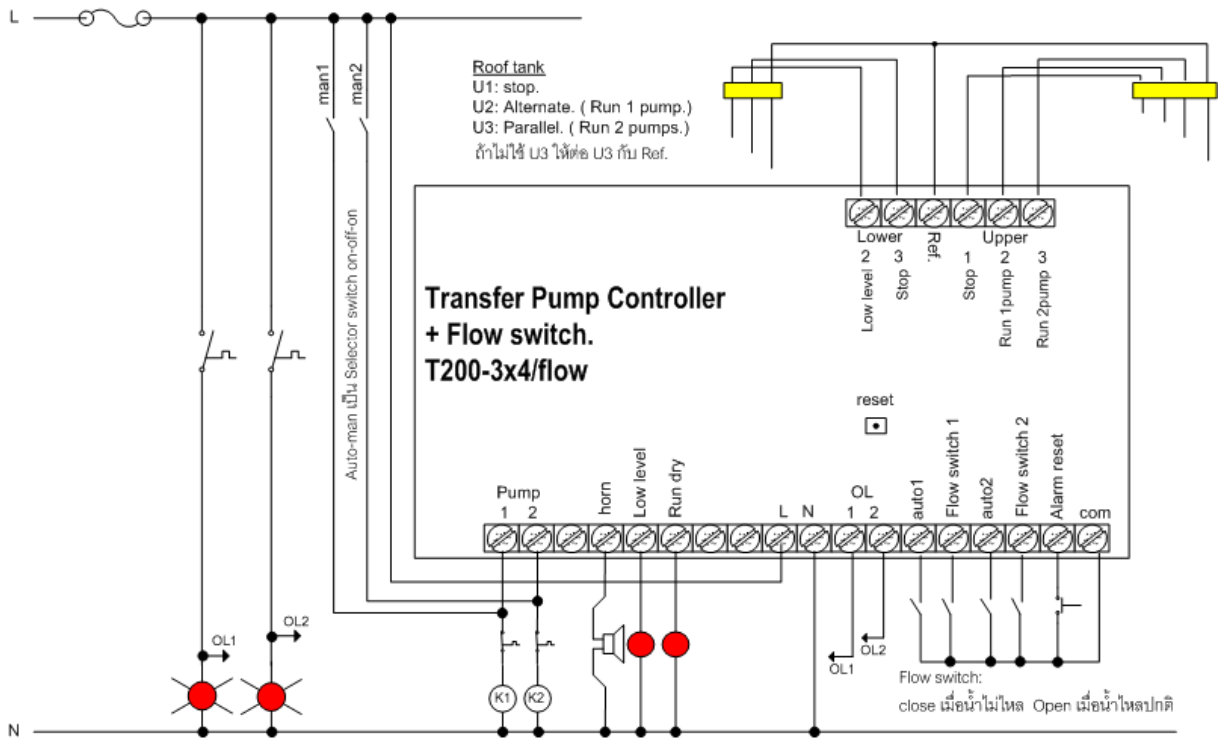 L
man1
man2
Roof tank
U1: stop.
U2: Alternate. ( Run 1 pump.)
U3: Parallel. ( Run 2 pumps.)
ถ้าไม่ใช้ U3 ให้ต่อ U3 กับ Ref.
Auto-man เป็น Selector switch on-off-on
Lower
Ref.
Upper
2
3
1
2
3
Low level
Stop
Stop
Run 1pump
Run 2pump
Transfer Pump Controller
+ Flow switch.
T200-3x4/flow
reset
Pump
1
2
horn
Low level
Run dry
L
N
OL
1
2
auto1
Flow switch 1
auto2
Flow switch 2
Alarm reset
com
OL1
OL2
OL1
OL2
K1
K2
Flow switch:
close เมื่อน้ำไม่ไหล Open เมื่อน้ำไหลปกติ
N